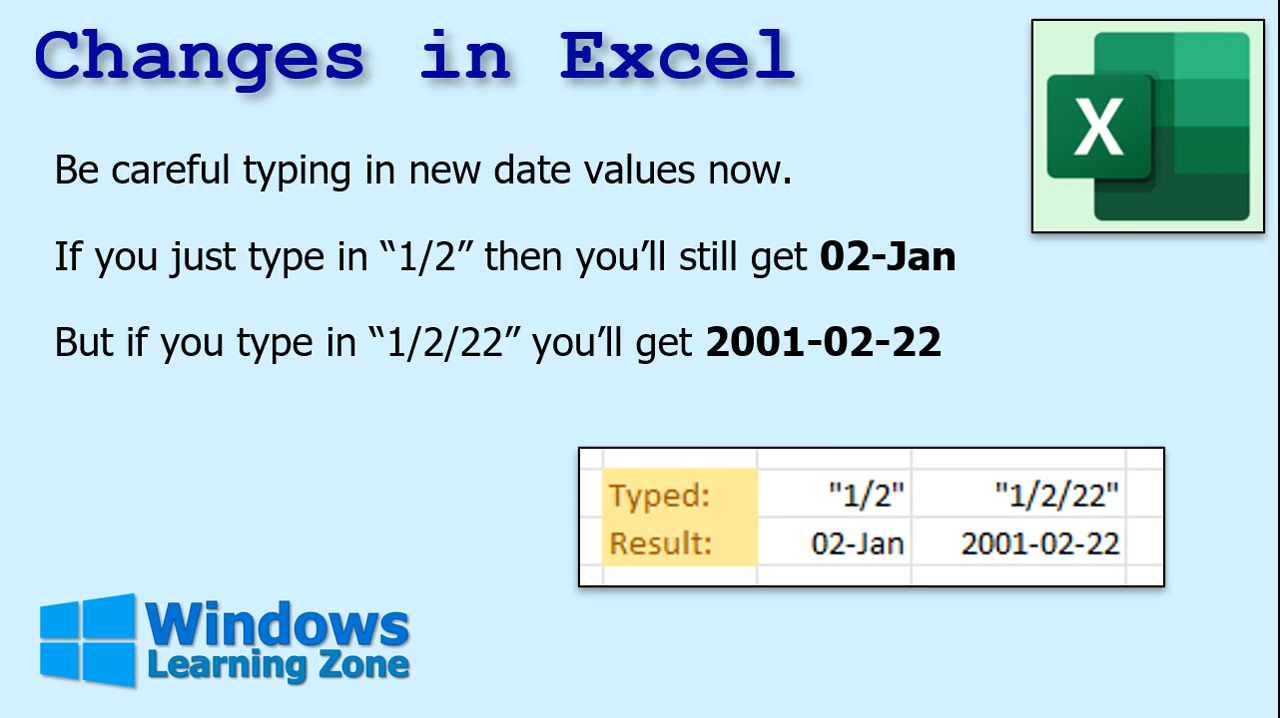 Changes in Excel
X
Be careful typing in new date values now.
If you just type in “1/2” then you’ll still get 02-Jan
But if you type in “1/2/22” you’ll get 2001-02-22
Typed: "1/2" "1/2/22"
Result: 02-Jan 2001-02-22
Windows
Learning Zone